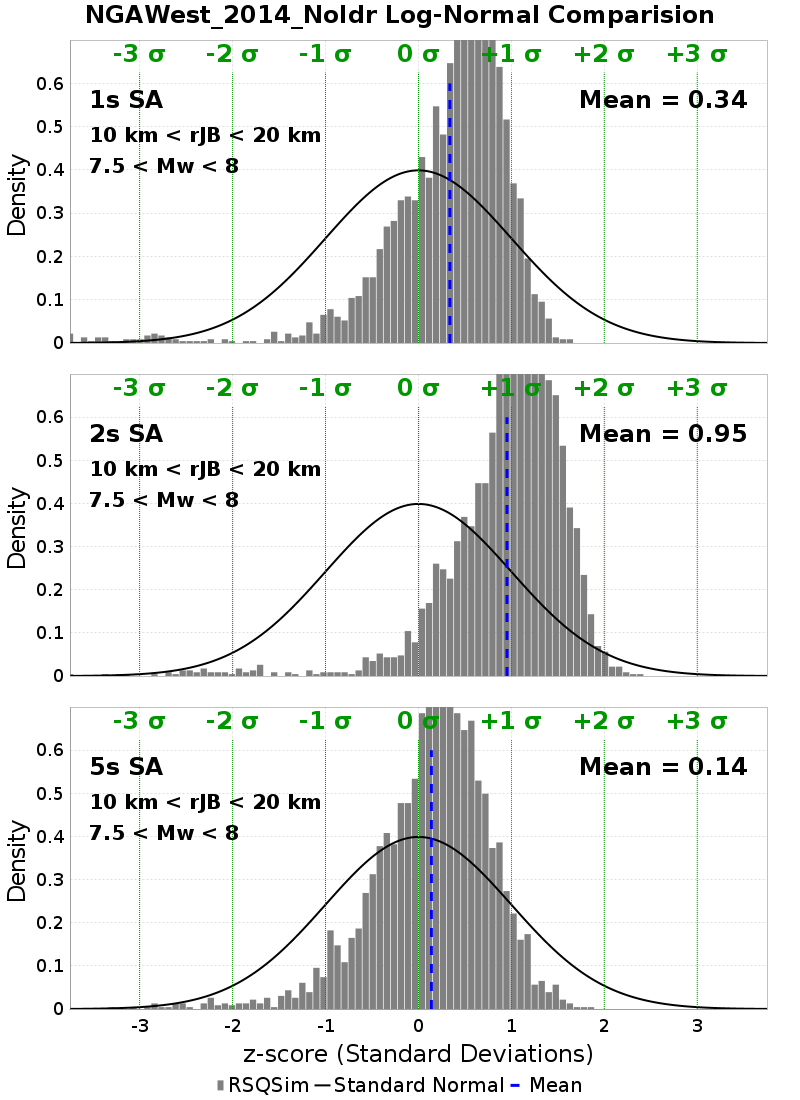 NGAWest_2014_NoIdr Log-Normal Comparision
-3 σ -2 σ -1 σ 0 σ +1 σ +2 σ +3 σ
1s SA
Mean = 0.34
10 km < rJB < 20 km
7.5 < Mw < 8
0.6
0.5
0.4
0.3
0.2
0.1
0
Density
-3 σ -2 σ -1 σ 0 σ +1 σ +2 σ +3 σ
2s SA
Mean = 0.95
10 km < rJB < 20 km
7.5 < Mw < 8
0.6
0.5
0.4
0.3
0.2
0.1
0
Density
-3 σ -2 σ -1 σ 0 σ +1 σ +2 σ +3 σ
5s SA
Mean = 0.14
10 km < rJB < 20 km
7.5 < Mw < 8
0.6
0.5
0.4
0.3
0.2
0.1
0
Density
-3 -2 -1 0 1 2 3
z-score (Standard Deviations)
RSQSim Standard Normal Mean